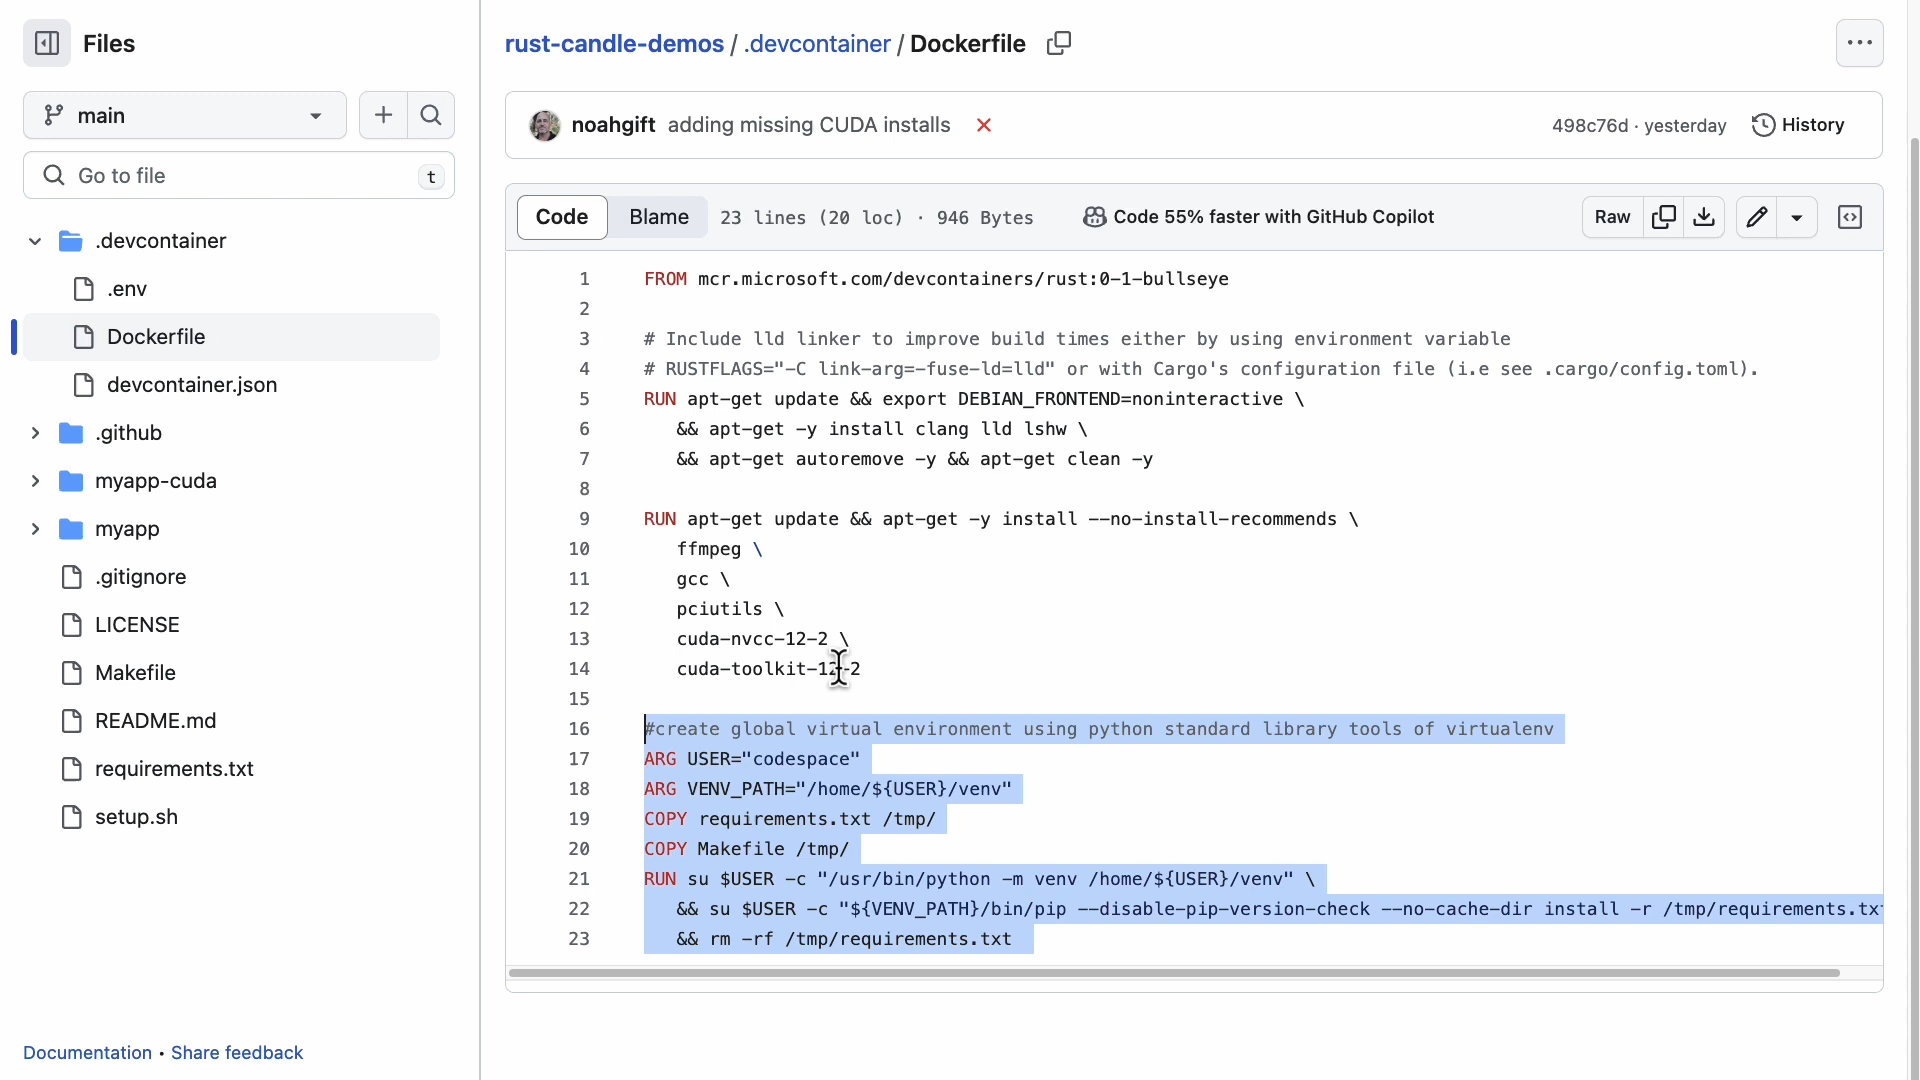 Files
rust-candle-demos / .devcontainer / Dockerfile
main
noahgift adding missing CUDA installs
498c76d · yesterday
History
Go to file
t
Code
Blame
23 lines (20 loc) · 946 Bytes
Code 55% faster with GitHub Copilot
Raw
.devcontainer
.env
Dockerfile
devcontainer.json
.github
myapp-cuda
myapp
.gitignore
LICENSE
Makefile
README.md
requirements.txt
setup.sh
Documentation • Share feedback
1 FROM mcr.microsoft.com/devcontainers/rust:0-1-bullseye
2
3 # Include lld linker to improve build times either by using environment variable
4 # RUSTFLAGS="-C link-arg=-fuse-ld=lld" or with Cargo's configuration file (i.e see .cargo/config.toml).
5 RUN apt-get update && export DEBIAN_FRONTEND=noninteractive \
6 && apt-get -y install clang lld lshw \
7 && apt-get autoremove -y && apt-get clean -y
8
9 RUN apt-get update && apt-get -y install --no-install-recommends \
10 ffmpeg \
11 gcc \
12 pciutils \
13 cuda-nvcc-12-2 \
14 cuda-toolkit-12-2
15
16 #create global virtual environment using python standard library tools of virtualenv
17 ARG USER="codespace"
18 ARG VENV_PATH="/home/${USER}/venv"
19 COPY requirements.txt /tmp/
20 COPY Makefile /tmp/
21 RUN su $USER -c "/usr/bin/python -m venv /home/${USER}/venv" \
22 && su $USER -c "${VENV_PATH}/bin/pip --disable-pip-version-check --no-cache-dir install -r /tmp/requirements.tx
23 && rm -rf /tmp/requirements.txt